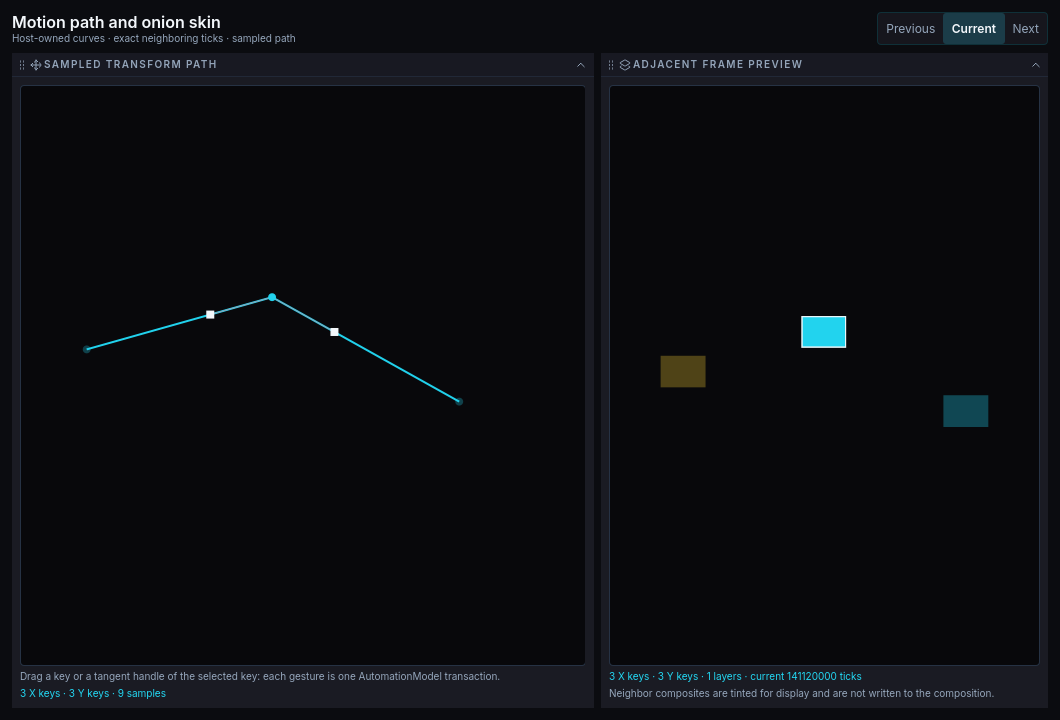 Motion path and onion skin
Host-owned curves · exact neighboring ticks · sampled path
Previous
Current
Next
SAMPLED TRANSFORM PATH
ADJACENT FRAME PREVIEW
Drag a key or a tangent handle of the selected key: each gesture is one AutomationModel transaction.
3 X keys · 3 Y keys · 9 samples
3 X keys · 3 Y keys · 1 layers · current 141120000 ticks
Neighbor composites are tinted for display and are not written to the composition.